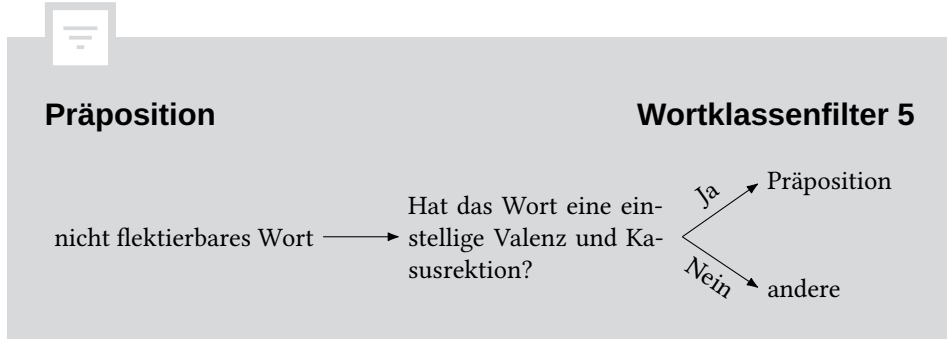 Präposition
Wortklassenfilter 5
nicht flektierbares Wort
Hat das Wort eine ein-
stellige Valenz und Ka-
susrektion?
Ja
Präposition
Nein
andere